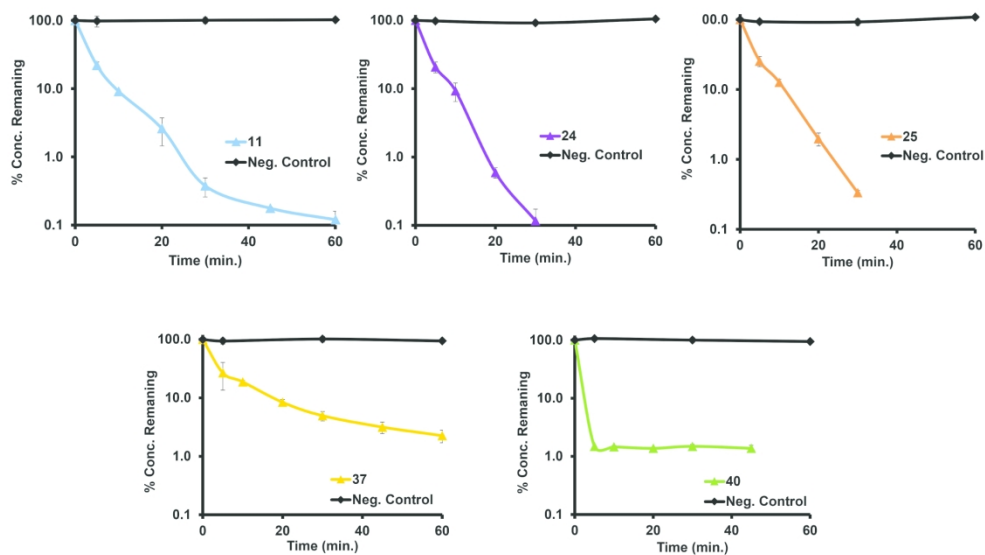 100.0
10.0
1.0
0.1
% Conc. Remaning
0 20 40 60
Time (min.)
11
Neg. Control
100.0
10.0
1.0
0.1
% Conc. Remaning
0 20 40 60
Time (min.)
24
Neg. Control
00.0
10.0
1.0
0.1
% Conc. Remaning
0 20 40 60
Time (min.)
25
Neg. Control
100.0
10.0
1.0
0.1
% Conc. Remaning
0 20 40 60
Time (min.)
37
Neg. Control
100.0
10.0
1.0
0.1
% Conc. Remaning
0 20 40 60
Time (min.)
40
Neg. Control